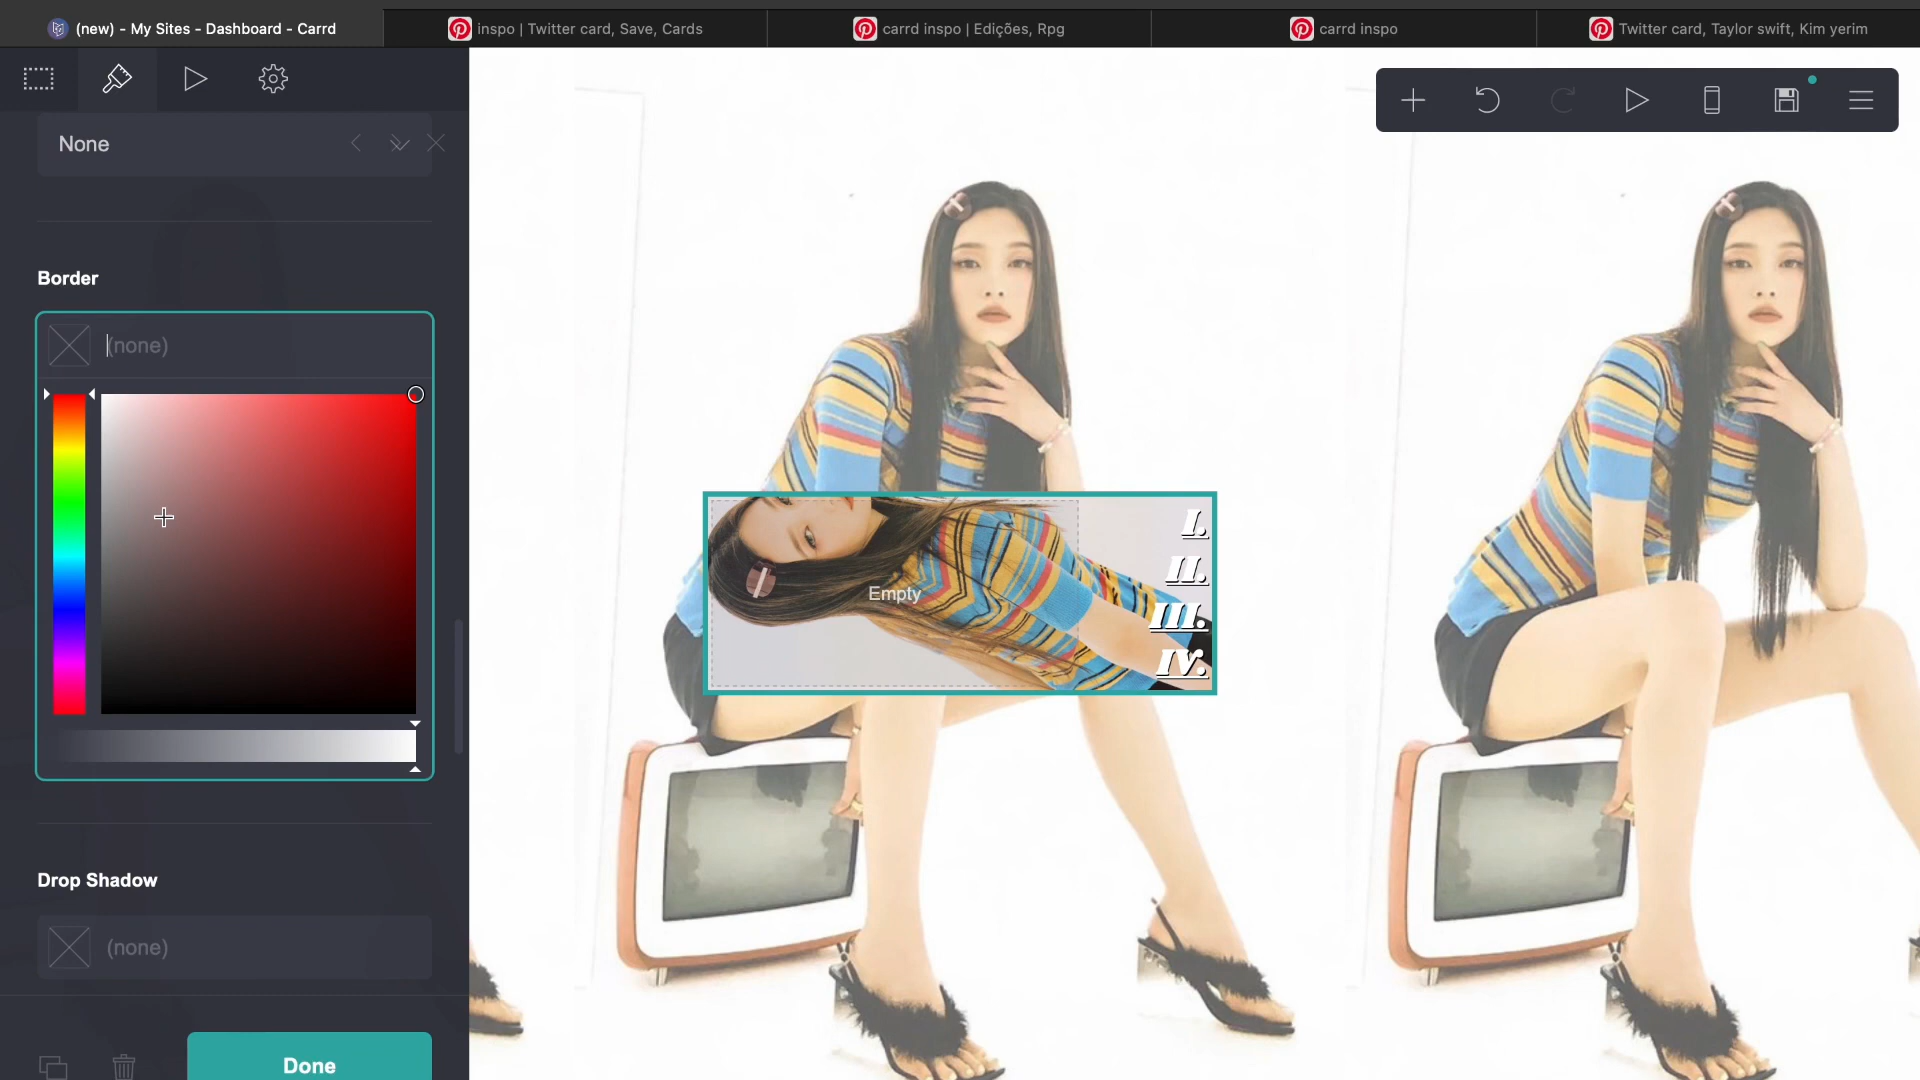 (new) - My Sites - Dashboard - Carrd
inspo | Twitter card, Save, Cards
carrd inspo | Edições, Rpg
carrd inspo
Twitter card, Taylor swift, Kim yerim
None
Border
(none)
Drop Shadow
(none)
Done
Empty
I.
II.
III.
IV.